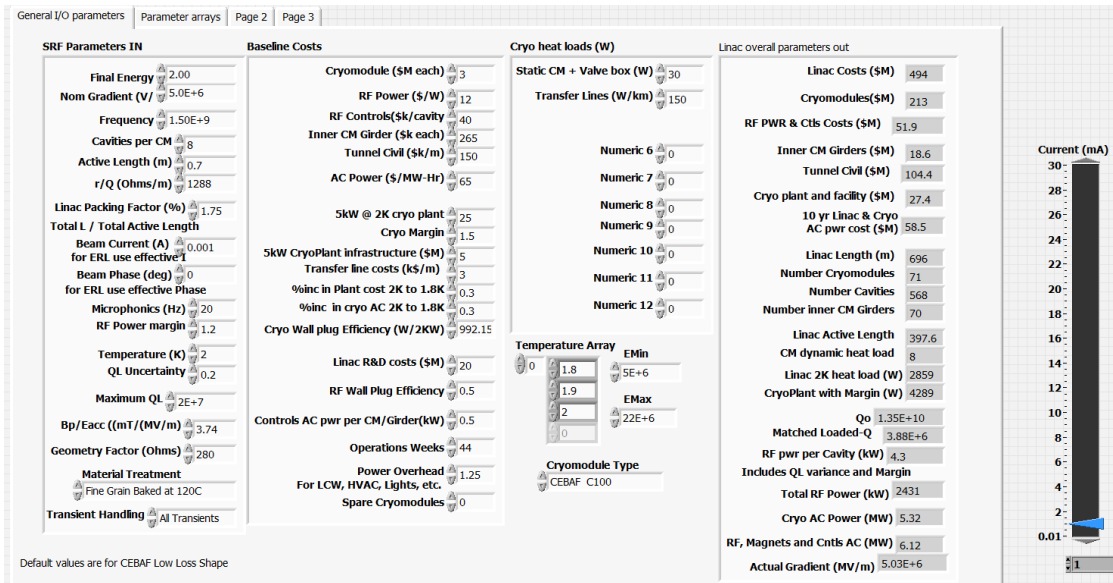 General I/O parameters Parameter arrays Page 2 Page 3
SRF Parameters IN
Final Energy 2.00
Nom Gradient (V/ 5.0E+6
Frequency 1.50E+9
Cavities per CM 8
Active Length (m) 0.7
r/Q (Ohms/m) 1288
Linac Packing Factor (%) 1.75
Total L / Total Active Length
Beam Current (A) 0.001
for ERL use effective I
Beam Phase (deg) 0
for ERL use effective Phase
Microphonics (Hz) 20
RF Power margin 1.2
Temperature (K) 2
QL Uncertainty 0.2
Maximum QL 2E+7
Bp/Eacc ((mT/(MV/m) 3.74
Geometry Factor (Ohms) 280
Material Treatment
Fine Grain Baked at 120C
Transient Handling All Transients
Default values are for CEBAF Low Loss Shape
Baseline Costs
Cryomodule ($M each) 3
RF Power ($/W) 12
RF Controls($k/cavity 40
Inner CM Girder ($k each) 265
Tunnel Civil ($k/m) 150
AC Power ($/MW-Hr) 65
5kW @ 2K cryo plant 25
Cryo Margin 1.5
5kW CryoPlant infrastructure ($M) 5
Transfer line costs (k$/m) 3
%inc in Plant cost 2K to 1.8K 0.3
%inc in cryo AC 2K to 1.8K 0.3
Cryo Wall plug Efficiency (W/2KW) 992.15
Linac R&D costs ($M) 20
RF Wall Plug Efficiency 0.5
Controls AC pwr per CM/Girder(kW) 0.5
Operations Weeks 44
Power Overhead 1.25
For LCW, HVAC, Lights, etc.
Spare Cryomodules 0
Cryo heat loads (W)
Static CM + Valve box (W) 30
Transfer Lines (W/km) 150
Numeric 6 0
Numeric 7 0
Numeric 8 0
Numeric 9 0
Numeric 10 0
Numeric 11 0
Numeric 12 0
Temperature Array
0 1.8
1.9
2
0
EMin
5E+6
EMax
22E+6
Cryomodule Type
CEBAF C100
Linac overall parameters out
Linac Costs ($M) 494
Cryomodules($M) 213
RF PWR & Ctls Costs ($M) 51.9
Inner CM Girders ($M) 18.6
Tunnel Civil ($M) 104.4
Cryo plant and facility ($M) 27.4
10 yr Linac & Cryo
AC pwr cost ($M) 58.5
Linac Length (m) 696
Number Cryomodules 71
Number Cavities 568
Number inner CM Girders 70
Linac Active Length 397.6
CM dynamic heat load 8
Linac 2K heat load (W) 2859
CryoPlant with Margin (W) 4289
Qo 1.35E+10
Matched Loaded-Q 3.88E+6
RF pwr per Cavity (kW) 4.3
Includes QL variance and Margin
Total RF Power (kW) 2431
Cryo AC Power (MW) 5.32
RF, Magnets and Cntls AC (MW) 6.12
Actual Gradient (MV/m) 5.03E+6
Current (mA)
30
28
26
24
22
20
18
16
14
12
10
8
6
4
2
0.01
1